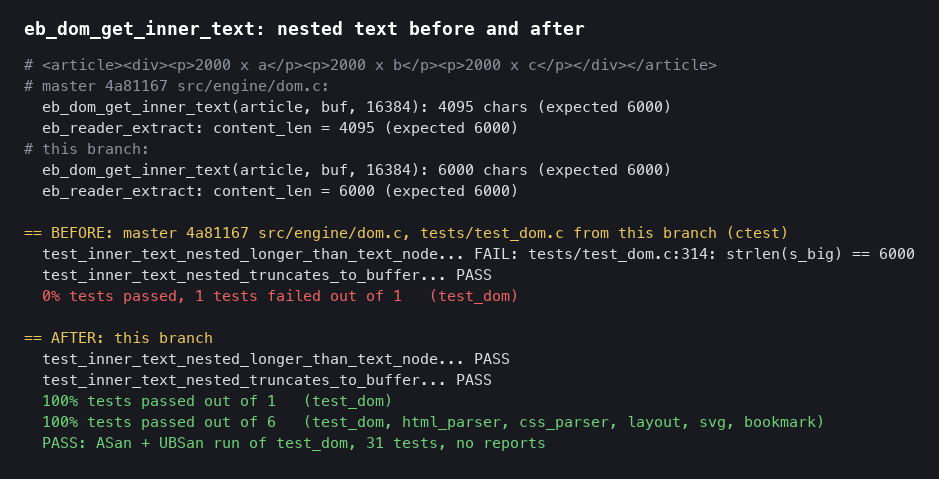 eb_dom_get_inner_text: nested text before and after
# <article><div><p>2000 x a</p><p>2000 x b</p><p>2000 x c</p></div></article>
# master 4a81167 src/engine/dom.c:
eb_dom_get_inner_text(article, buf, 16384): 4095 chars (expected 6000)
eb_reader_extract: content_len = 4095 (expected 6000)
# this branch:
eb_dom_get_inner_text(article, buf, 16384): 6000 chars (expected 6000)
eb_reader_extract: content_len = 6000 (expected 6000)
== BEFORE: master 4a81167 src/engine/dom.c, tests/test_dom.c from this branch (ctest)
test_inner_text_nested_longer_than_text_node... FAIL: tests/test_dom.c:314: strlen(s_big) == 6000
test_inner_text_nested_truncates_to_buffer... PASS
0% tests passed, 1 tests failed out of 1 (test_dom)
== AFTER: this branch
test_inner_text_nested_longer_than_text_node... PASS
test_inner_text_nested_truncates_to_buffer... PASS
100% tests passed out of 1 (test_dom)
100% tests passed out of 6 (test_dom, html_parser, css_parser, layout, svg, bookmark)
PASS: ASan + UBSan run of test_dom, 31 tests, no reports